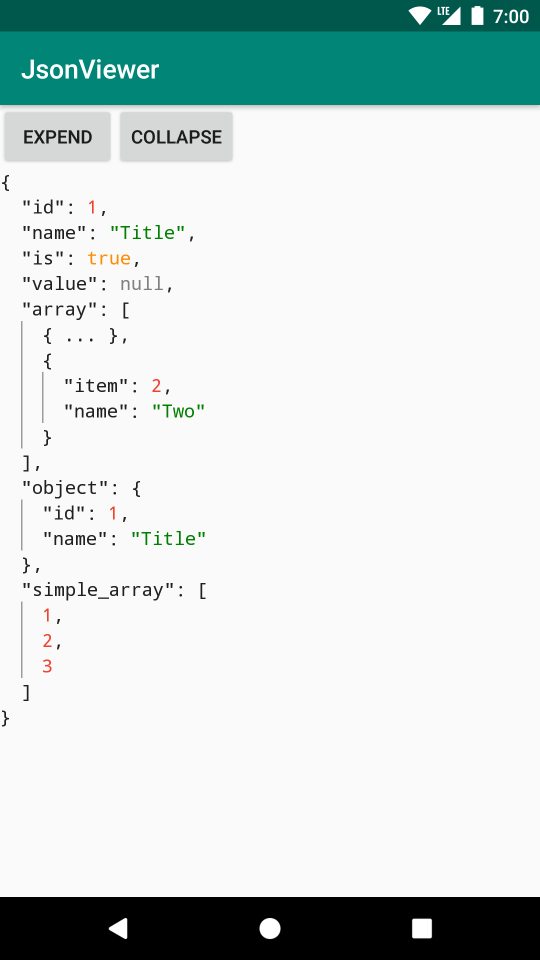 LTE 7:00
JsonViewer
EXPEND COLLAPSE
{
  "id": 1,
  "name": "Title",
  "is": true,
  "value": null,
  "array": [
    { ... },
    {
      "item": 2,
      "name": "Two"
    }
  ],
  "object": {
    "id": 1,
    "name": "Title"
  },
  "simple_array": [
    1,
    2,
    3
  ]
}